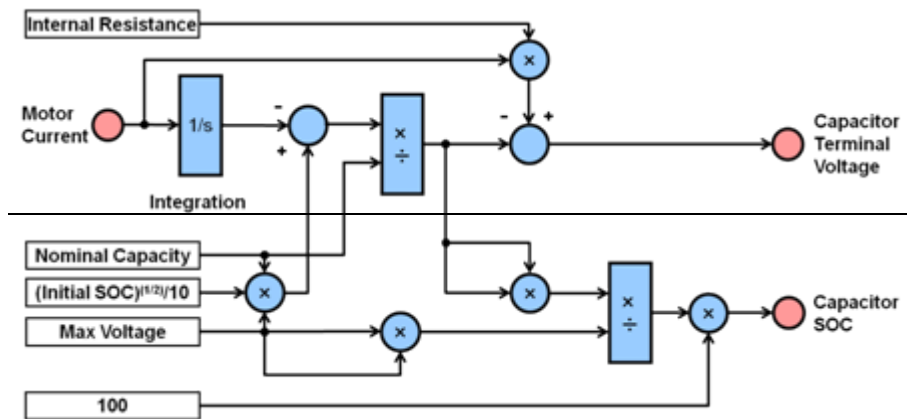 Internal Resistance
×
Motor
Current
1/s
-
+
×
÷
-
+
Capacitor
Terminal
Voltage
Integration
Nominal Capacity
(Initial SOC)^(1/2)/10
×
×
×
÷
×
Capacitor
SOC
Max Voltage
×
100